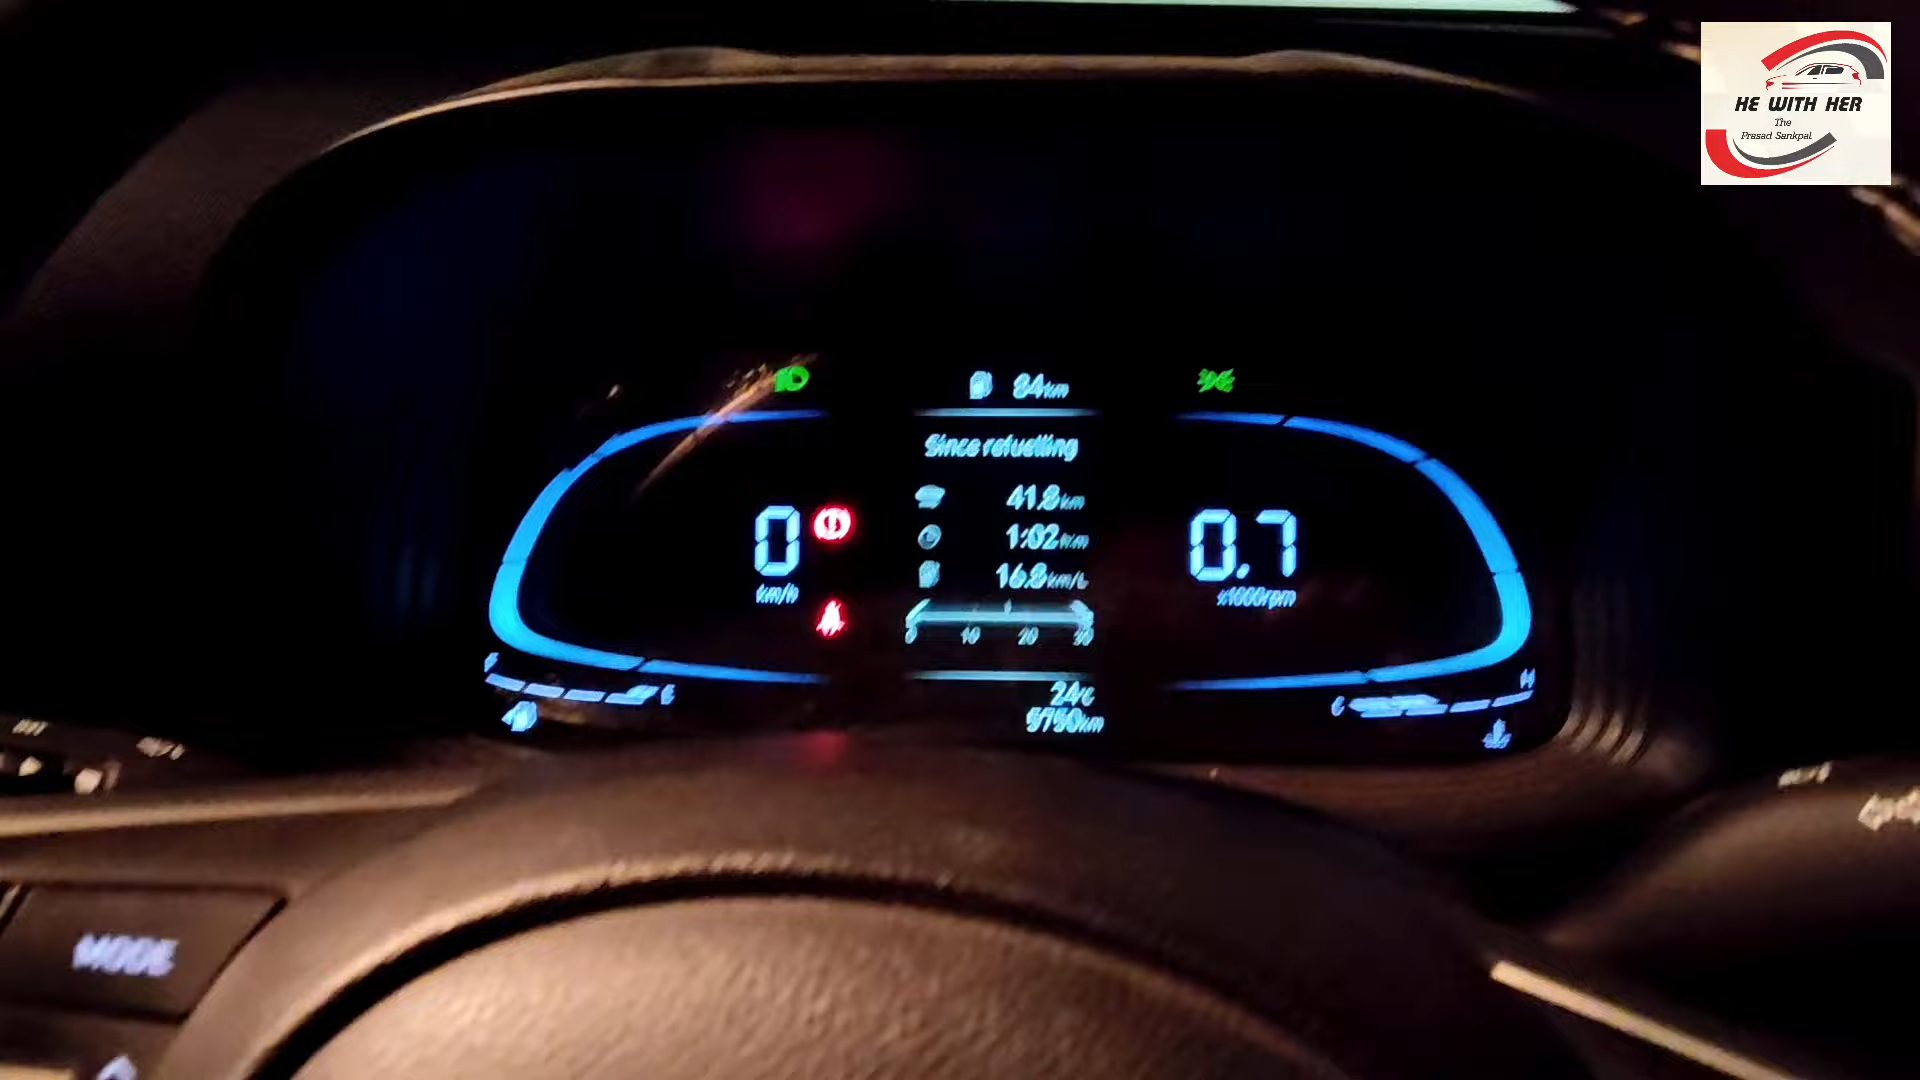 HE WITH HER
The
Prasad Sankpal
84km
Since refuelling
41.8km
0
1:02h:m
0.7
16.8km/L
km/h
x1000rpm
0 10 20 30
F
E
H
C
24°C
MODE